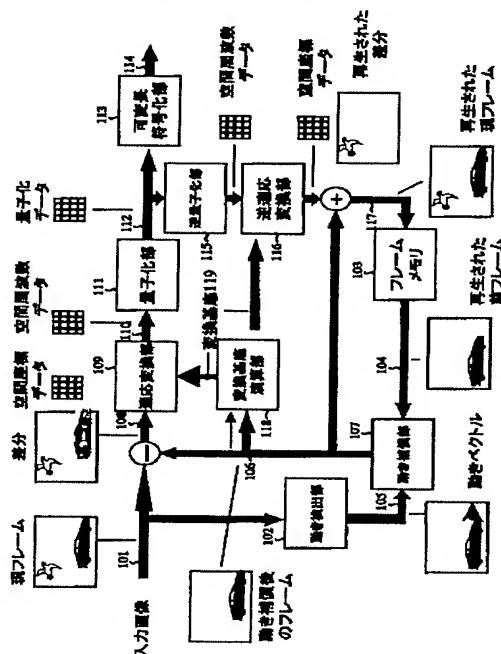 入力画像
現フレーム
101
差分
108
空間座標
データ
空間周波数
データ
109
適応変換部
110
111
量子化部
量子化
データ
112
113
可変長
符号化部
114
空間周波数
データ
逆量子化部
115
空間座標
データ
逆適応
変換部
116
再生された
差分
変換基底119
変換基底
演算部
118
106
動き補償後
のフレーム
102
動き検出部
105
動きベクトル
107
動き補償部
104
再生された
前フレーム
103
フレーム
メモリ
117
再生された
現フレーム